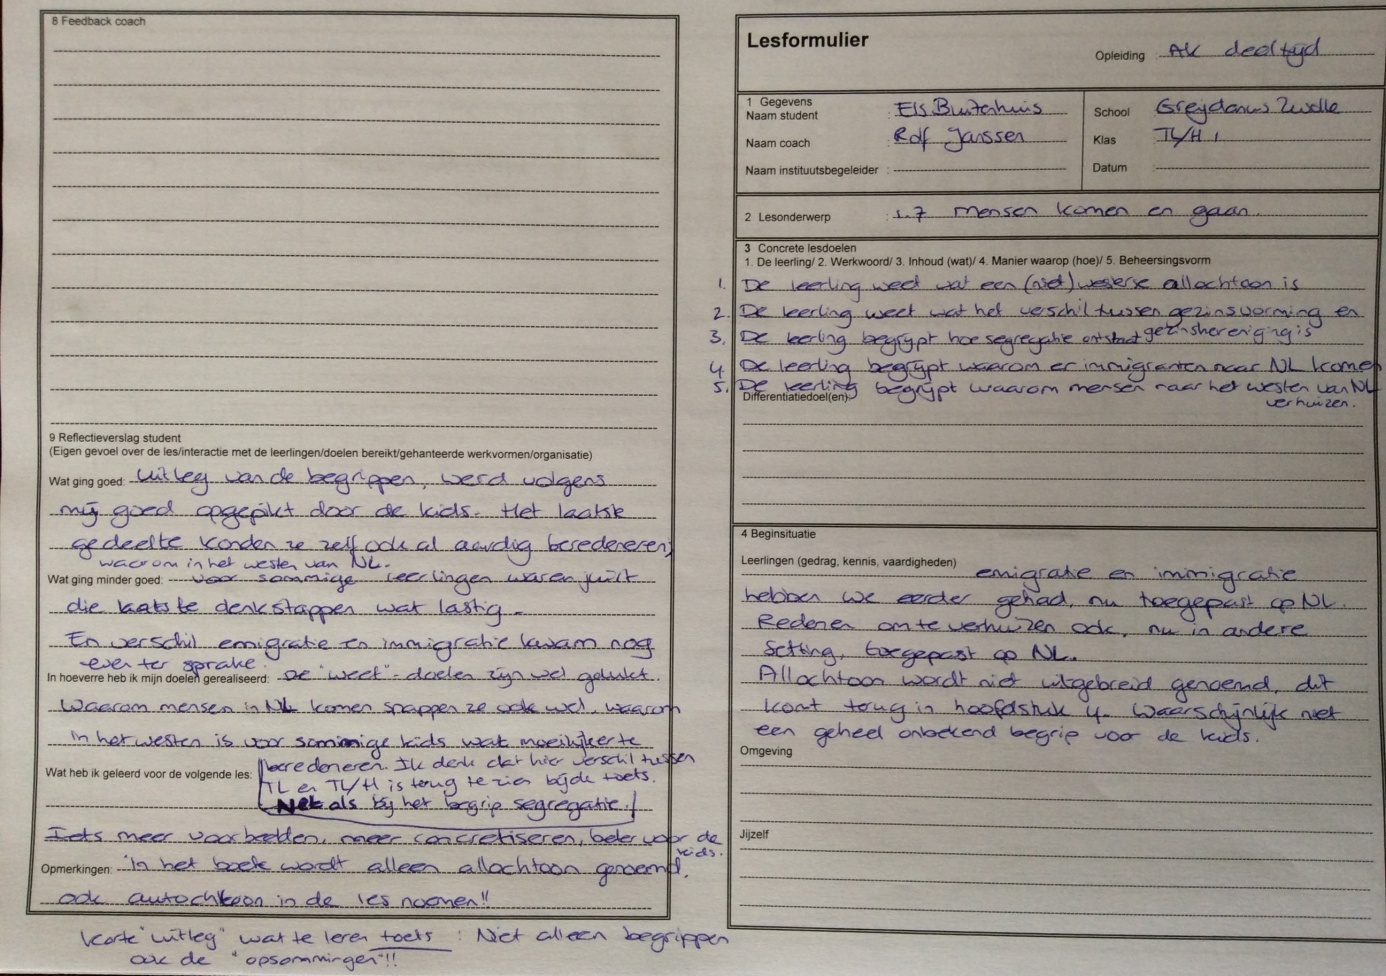 8 Feedback coach
9 Reflectieverslag student
(Eigen gevoel over de les/interactie met de leerlingen/doelen bereikt/gehanteerde werkvormen/organisatie)
Wat ging goed: Uitleg van de begrippen, werd volgens
mij goed opgepikt door de kids. Het laatste
gedeelte konden ze zelf ook al aardig beredeneren,
waarom in het westen van NL.
Wat ging minder goed: voor sommige leerlingen waren juist
die laatste denkstappen wat lastig.
En verschil emigratie en immigratie kwam nog
even ter sprake.
In hoeverre heb ik mijn doelen gerealiseerd: De "weet"-doelen zijn wel gelukt.
Waarom mensen in NL komen snappen ze ook wel, waarom
in het westen is voor sommige kids wat moeilijker te
beredeneren. Ik denk dat hier verschil tussen
TL en TL/H is terug te zien bij de toets.
Net als bij het begrip segregatie.
Wat heb ik geleerd voor de volgende les:
Iets meer voorbeelden, meer concretiseren, beter voor de
kids.
Opmerkingen: In het boek wordt alleen allochtoon genoemd,
ook autochtoon in de les noemen!!
Korte "uitleg" wat te leren toets : Niet alleen begrippen
ook de "opsommingen"!!
Lesformulier
Opleiding AK deeltijd
1 Gegevens
Naam student : Els Buitenhuis
Naam coach : Rolf Janssen
Naam instituutsbegeleider :
School Greydanus Zwolle
Klas TL/H 1
Datum
2 Lesonderwerp : 1.7 mensen komen en gaan.
3 Concrete lesdoelen
1. De leerling/ 2. Werkwoord/ 3. Inhoud (wat)/ 4. Manier waarop (hoe)/ 5. Beheersingsvorm
1. De leerling weet wat een (niet) westerse allochtoon is
2. De leerling weet wat het verschil tussen gezinsvorming en
gezinshereniging is
3. De leerling begrijpt hoe segregatie ontstaat
4. De leerling begrijpt waarom er immigranten naar NL komen
5. De leerling begrijpt waarom mensen naar het westen van NL
verhuizen.
Differentiatiedoel(en)
4 Beginsituatie
Leerlingen (gedrag, kennis, vaardigheden) emigratie en immigratie
hebben we eerder gehad, nu toegepast op NL.
Redenen om te verhuizen ook, nu in andere
setting, toegepast op NL.
Allochtoon wordt niet uitgebreid genoemd, dit
komt terug in hoofdstuk 4. Waarschijnlijk niet
een geheel onbekend begrip voor de kids.
Omgeving
Jijzelf